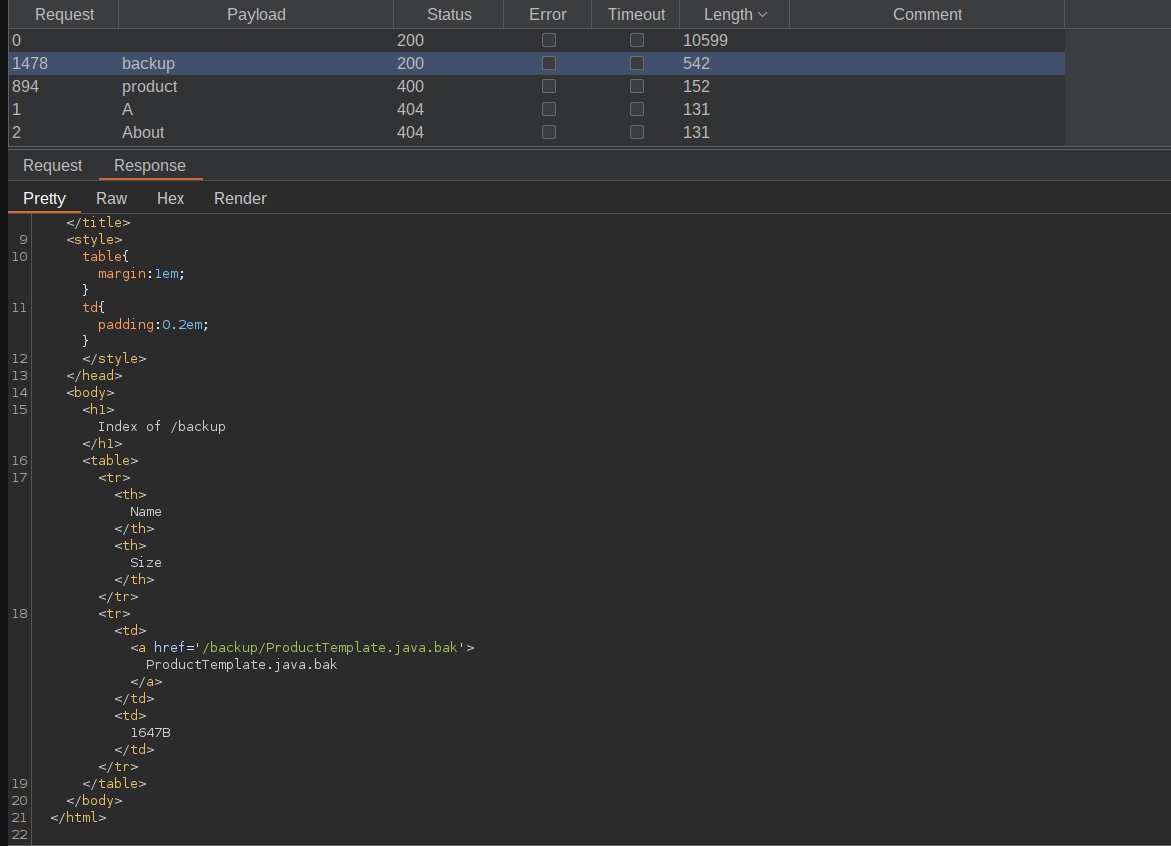 Request Payload Status Error Timeout Length Comment
0 200 10599
1478 backup 200 542
894 product 400 152
1 A 404 131
2 About 404 131
Request Response
Pretty Raw Hex Render
</title>
9 <style>
10 table{
margin:1em;
}
11 td{
padding:0.2em;
}
12 </style>
13 </head>
14 <body>
15 <h1>
Index of /backup
</h1>
16 <table>
17 <tr>
<th>
Name
</th>
<th>
Size
</th>
</tr>
18 <tr>
<td>
<a href='/backup/ProductTemplate.java.bak'>
ProductTemplate.java.bak
</a>
</td>
<td>
1647B
</td>
</tr>
19 </table>
20 </body>
21 </html>
22